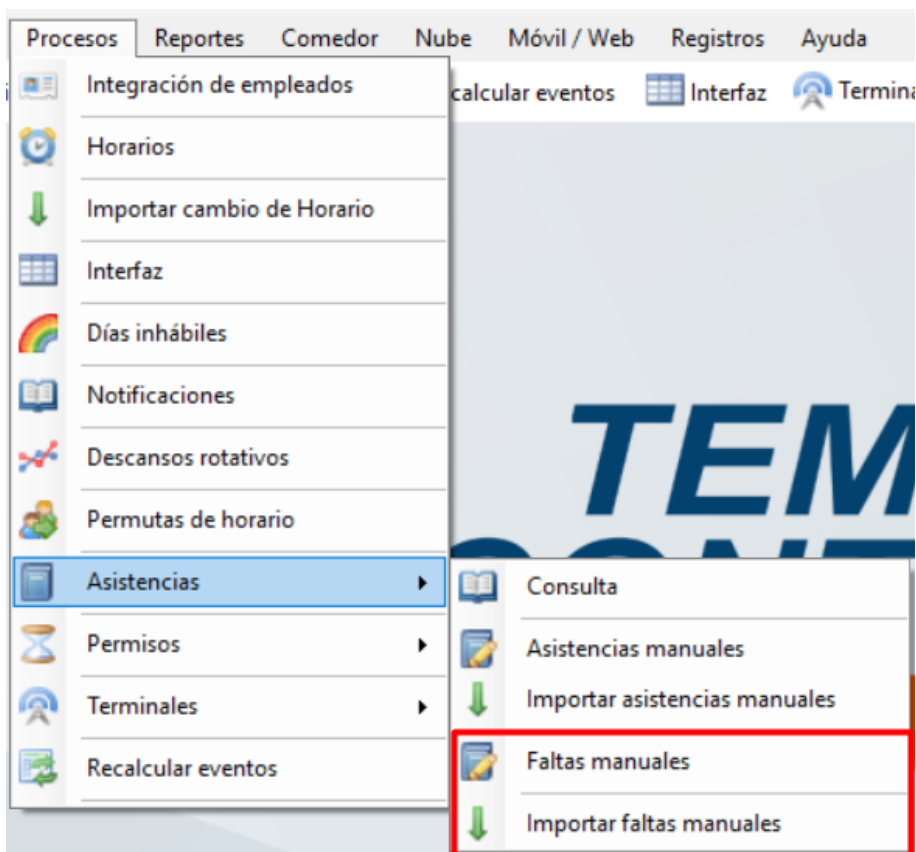 Procesos Reportes Comedor Nube Móvil / Web Registros Ayuda
Integración de empleados
calcular eventos Interfaz Termina
Horarios
Importar cambio de Horario
Interfaz
Días inhábiles
Notificaciones
Descansos rotativos
TEM
Permutas de horario
CONT
Asistencias
Consulta
Permisos
Asistencias manuales
Importar asistencias manuales
Terminales
Recalcular eventos
Faltas manuales
Importar faltas manuales